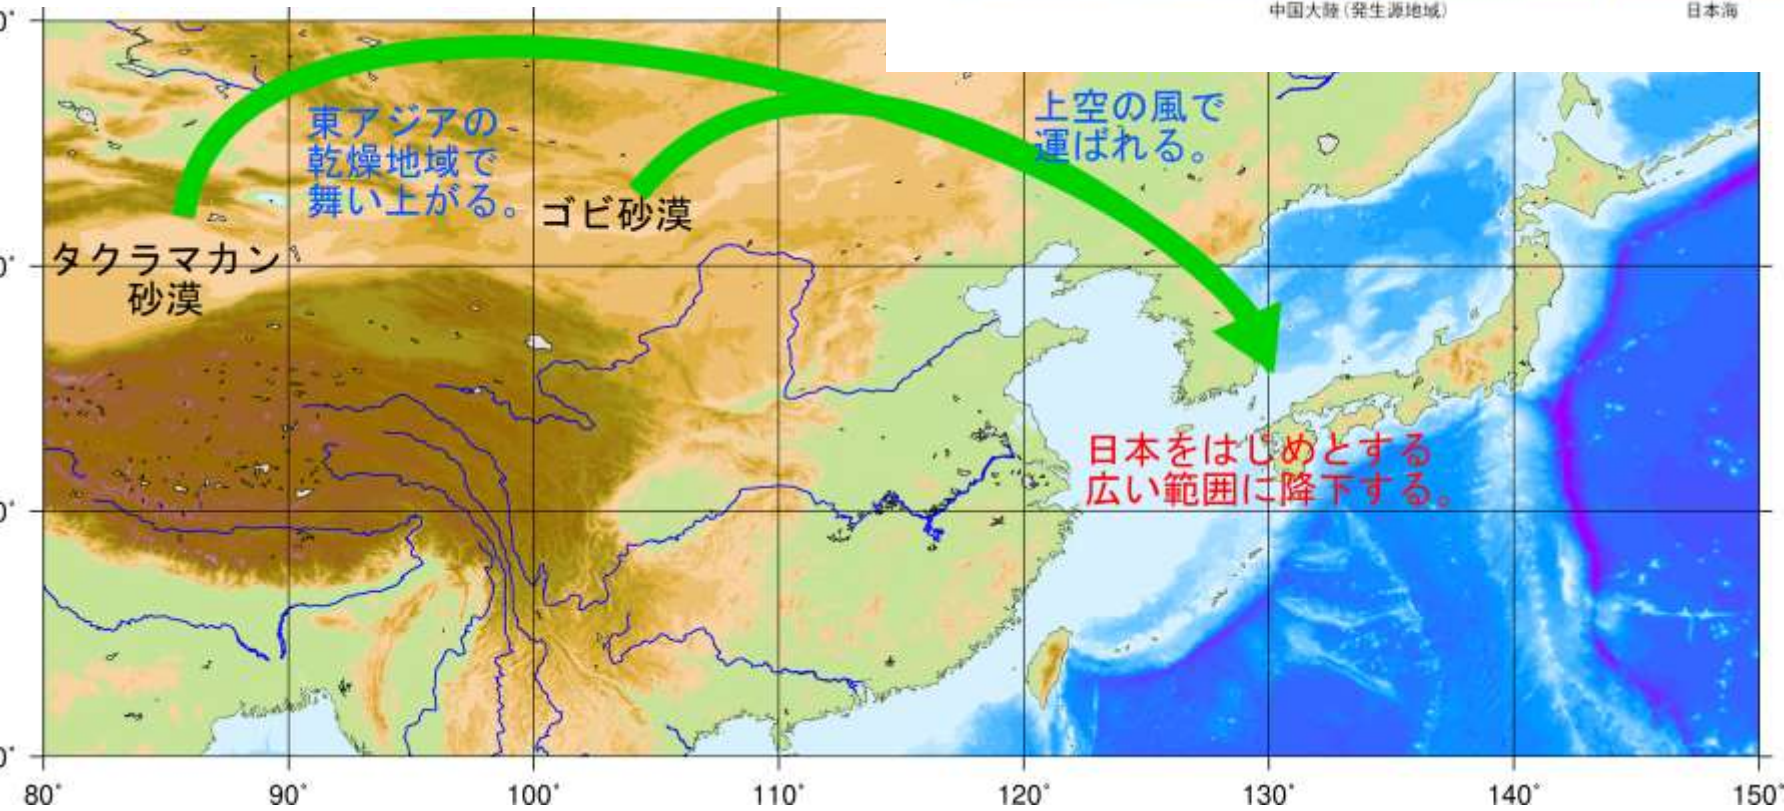 中国大陸(発生源地域)
日本海
東アジアの
乾燥地域で
舞い上がる。
上空の風で
運ばれる。
ゴビ砂漠
タクラマカン
砂漠
日本をはじめとする
広い範囲に降下する。
80°
90°
100°
110°
120°
130°
140°
150°